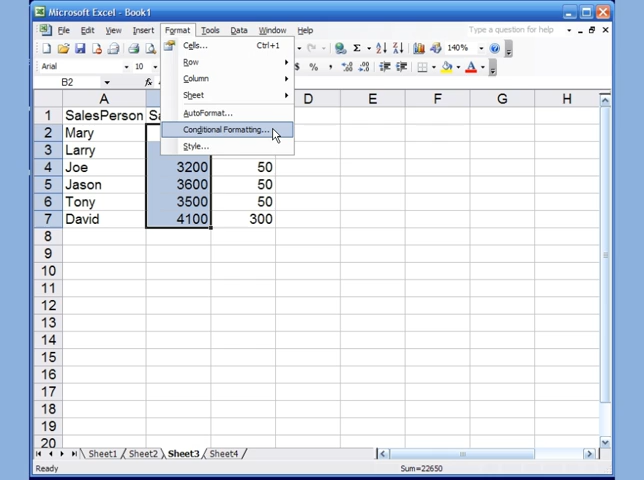 Microsoft Excel - Book1
File Edit View Insert Format Tools Data Window Help
Type a question for help
140%
Arial 10
$ %
B2 fx
Cells... Ctrl+1
Row
Column
Sheet
AutoFormat...
Conditional Formatting...
Style...
A D E F G H
1 SalesPerson Sa
2 Mary
3 Larry
4 Joe 3200 50
5 Jason 3600 50
6 Tony 3500 50
7 David 4100 300
8
9
10
11
12
13
14
15
16
17
18
19
20
Sheet1 Sheet2 Sheet3 Sheet4
Ready Sum=22650